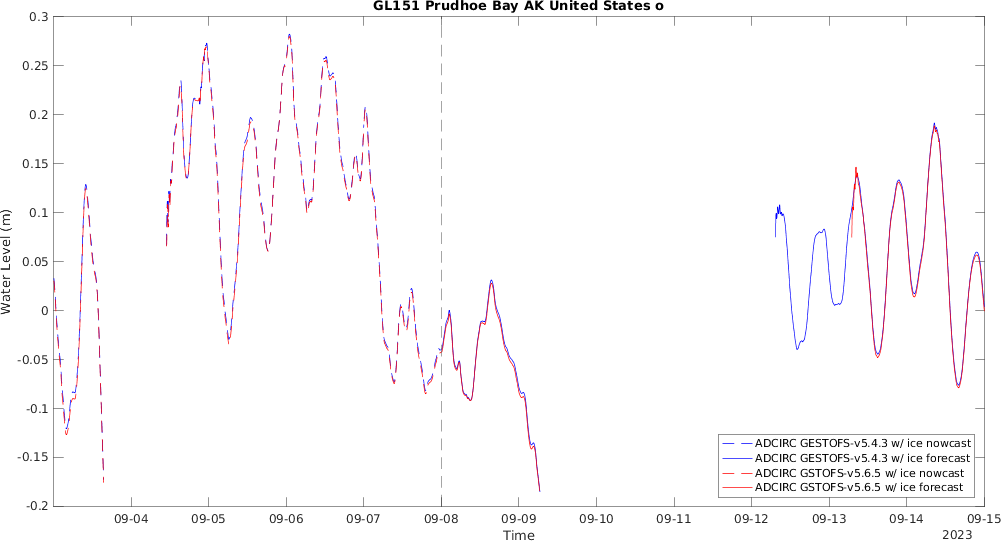 GL151 Prudhoe Bay AK United States o
Water Level (m)
0.3
0.25
0.2
0.15
0.1
0.05
0
-0.05
-0.1
-0.15
-0.2
ADCIRC GESTOFS-v5.4.3 w/ ice nowcast
ADCIRC GESTOFS-v5.4.3 w/ ice forecast
ADCIRC GSTOFS-v5.6.5 w/ ice nowcast
ADCIRC GSTOFS-v5.6.5 w/ ice forecast
09-04 09-05 09-06 09-07 09-08 09-09 09-10 09-11 09-12 09-13 09-14 09-15
Time
2023